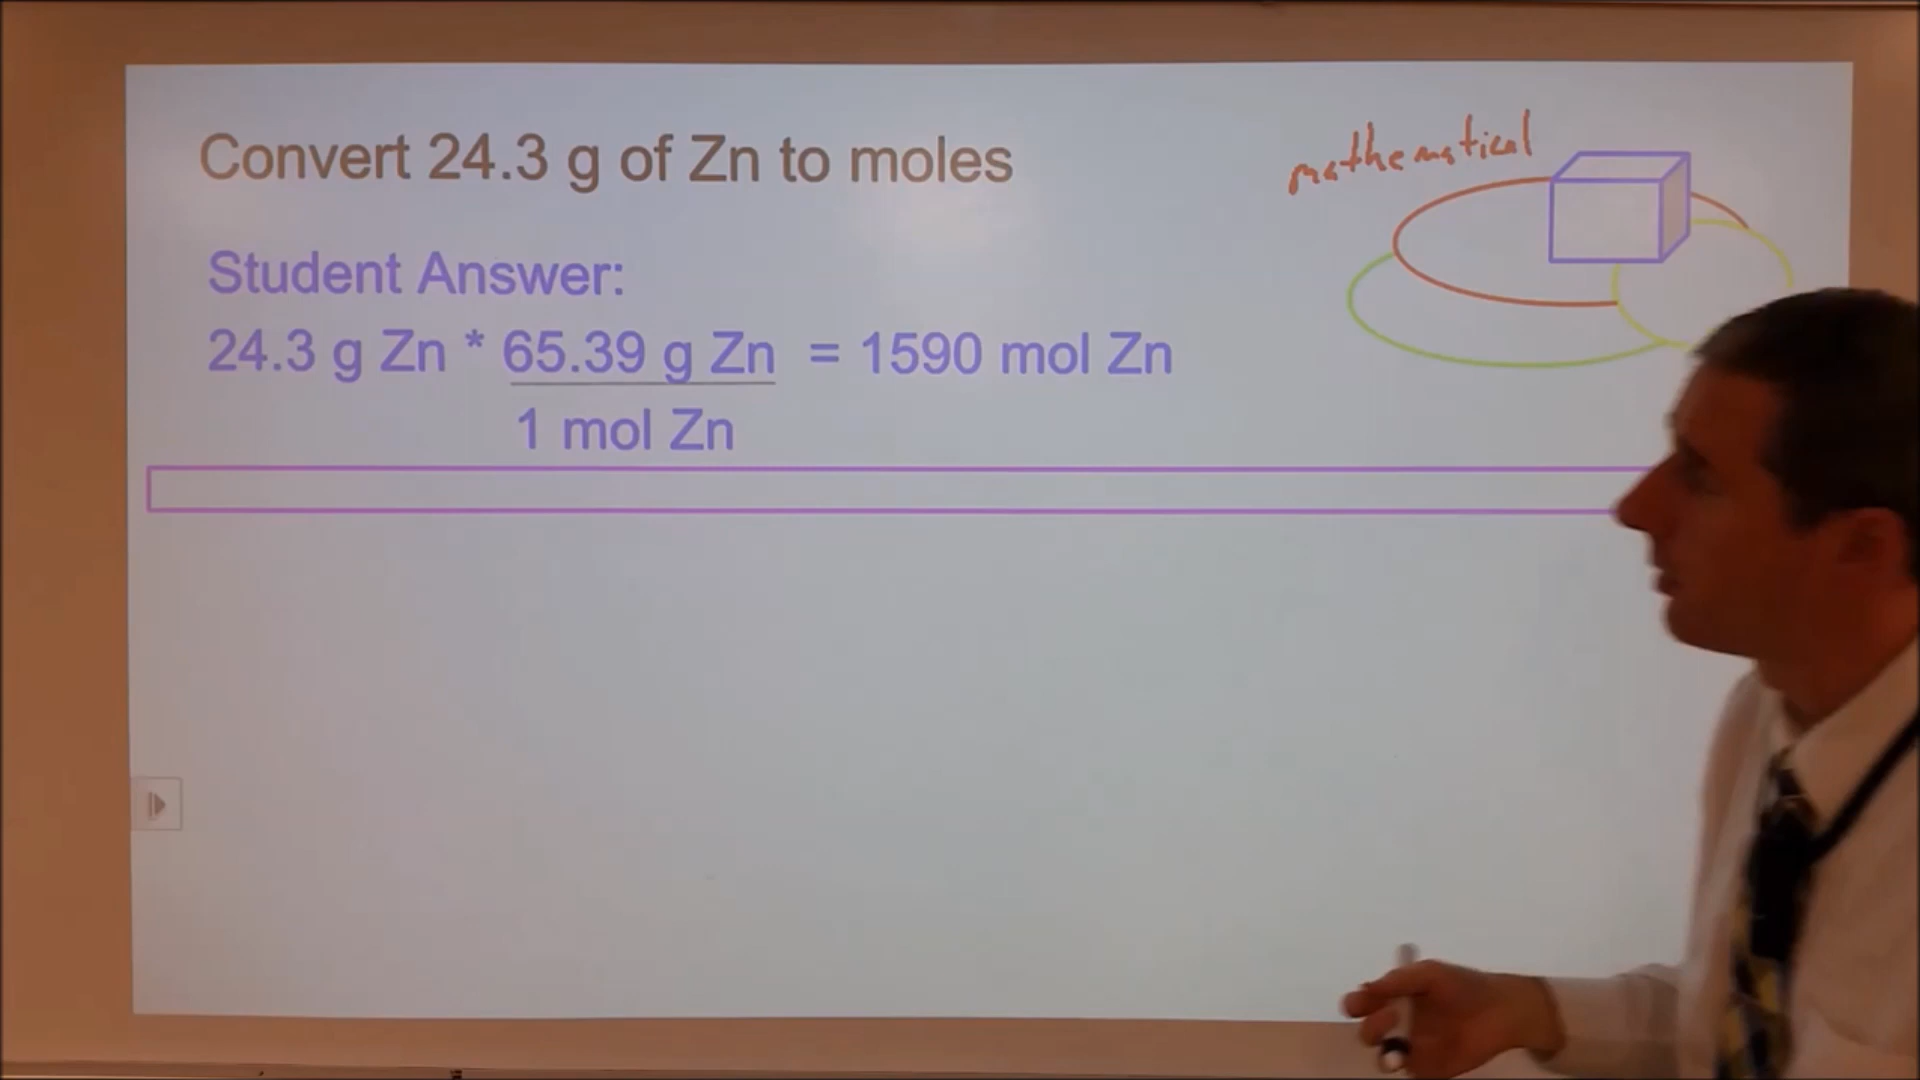 Convert 24.3 g of Zn to moles
mathematical
Student Answer:
24.3 g Zn * 65.39 g Zn = 1590 mol Zn
1 mol Zn